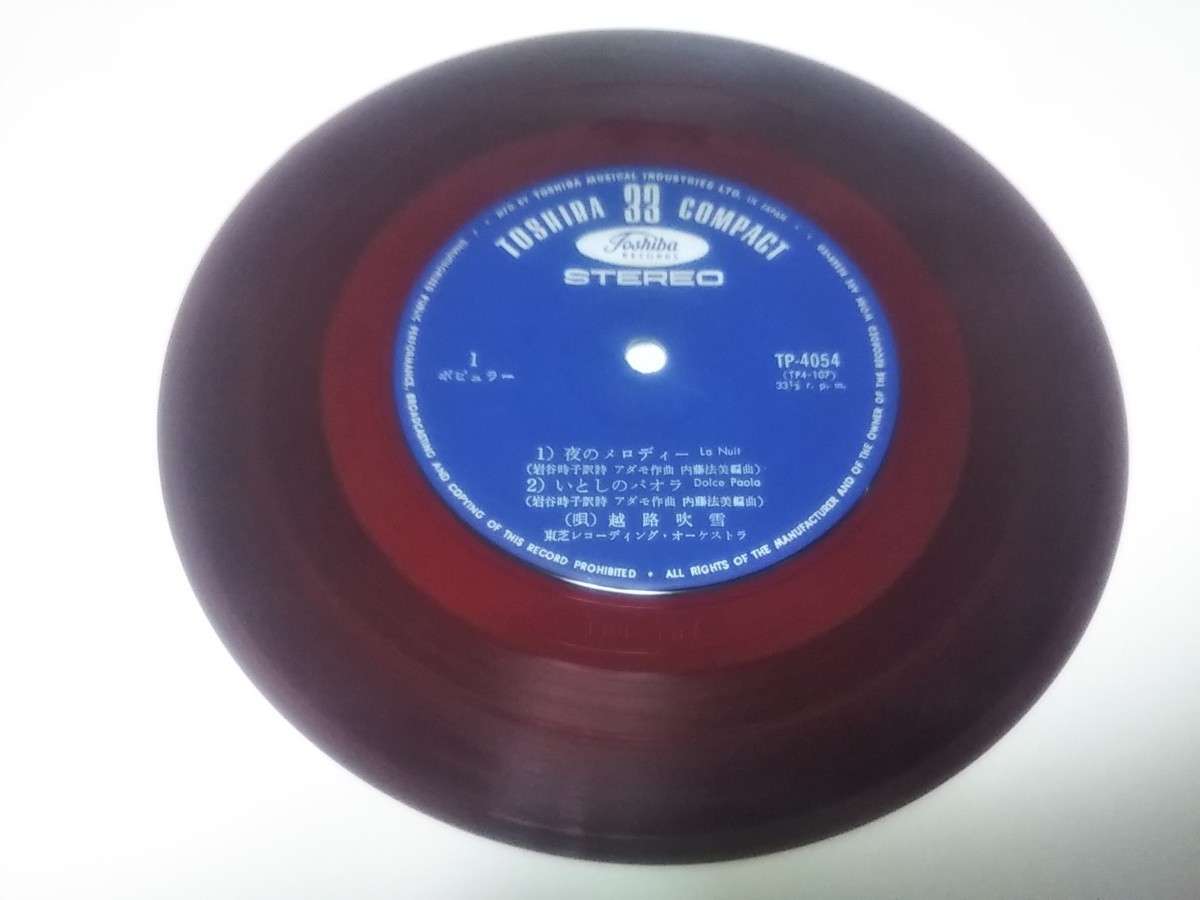 MFD BY TOSHIBA MUSICAL INDUSTRIES LTD. IN JAPAN
TOSHIBA 33 COMPACT
Toshiba
RECORDS
STEREO
1
ポピュラー
TP-4054
(TP4-107)
33⅓ r. p. m.
1) 夜のメロディー La Nuit
(岩谷時子訳詩 アダモ作曲 内藤法美編曲)
2) いとしのパオラ Dolce Paola
(岩谷時子訳詩 アダモ作曲 内藤法美編曲)
(唄) 越路吹雪
東芝レコーディング・オーケストラ
UNAUTHORIZED PUBLIC PERFORMANCE, BROADCASTING AND COPYING OF THIS RECORD PROHIBITED • ALL RIGHTS OF THE MANUFACTURER AND OF THE OWNER OF THE RECORDED WORK ARE RESERVED